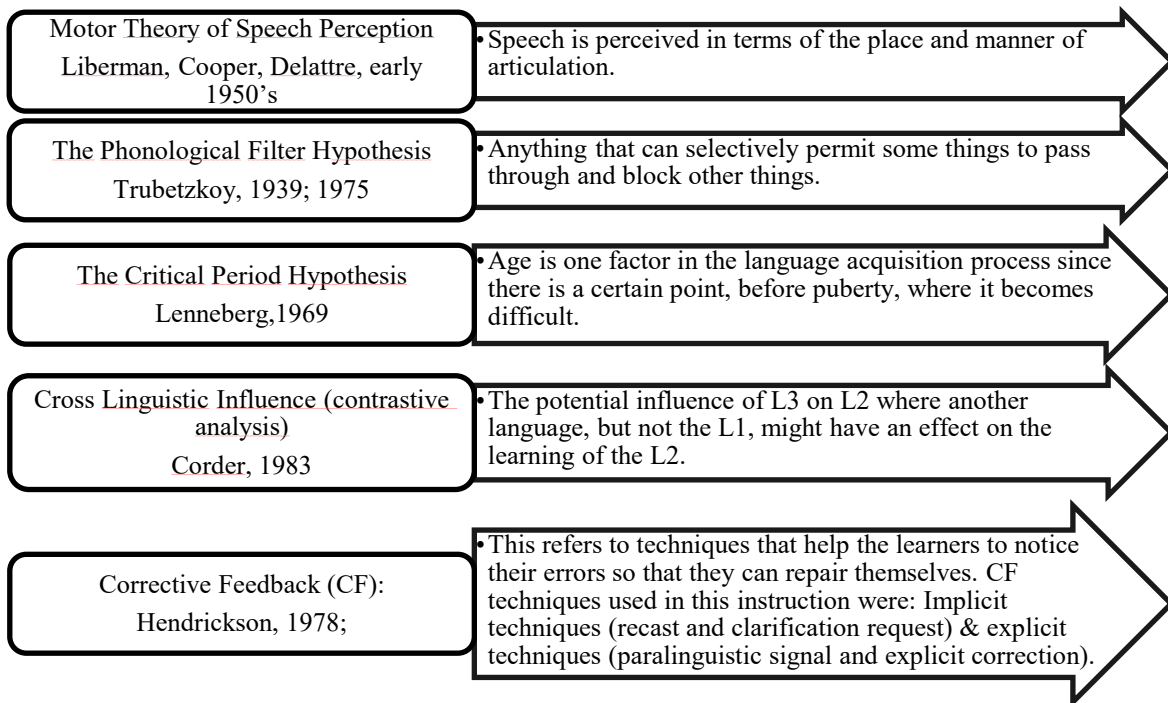 Motor Theory of Speech Perception
Liberman, Cooper, Delattre, early
1950’s
•Speech is perceived in terms of the place and manner of
articulation.
The Phonological Filter Hypothesis
Trubetzkoy, 1939; 1975
•Anything that can selectively permit some things to pass
through and block other things.
The Critical Period Hypothesis
Lenneberg,1969
•Age is one factor in the language acquisition process since
there is a certain point, before puberty, where it becomes
difficult.
Cross Linguistic Influence (contrastive
analysis)
Corder, 1983
•The potential influence of L3 on L2 where another
language, but not the L1, might have an effect on the
learning of the L2.
Corrective Feedback (CF):
Hendrickson, 1978;
•This refers to techniques that help the learners to notice
their errors so that they can repair themselves. CF
techniques used in this instruction were: Implicit
techniques (recast and clarification request) & explicit
techniques (paralinguistic signal and explicit correction).